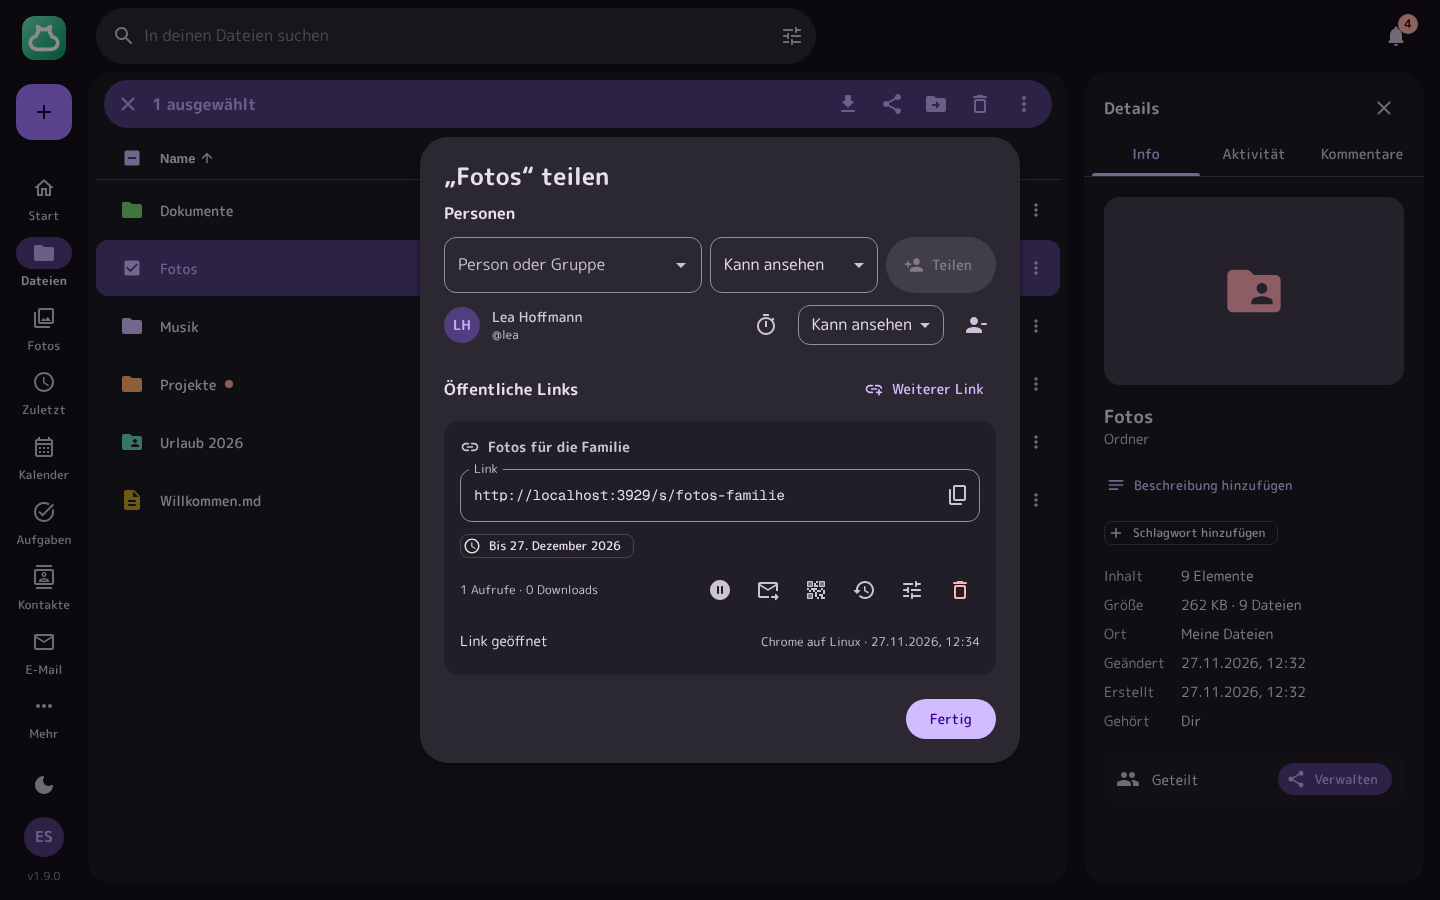 In deinen Dateien suchen
4
1 ausgewählt
Name
Start
Dateien
Fotos
Zuletzt
Kalender
Aufgaben
Kontakte
E-Mail
Mehr
ES
v1.9.0
Dokumente
Fotos
Musik
Projekte
Urlaub 2026
Willkommen.md
„Fotos“ teilen
Personen
Person oder Gruppe
Kann ansehen
Teilen
LH
Lea Hoffmann
@lea
Kann ansehen
Öffentliche Links
Weiterer Link
Fotos für die Familie
Link
http://localhost:3929/s/fotos-familie
Bis 27. Dezember 2026
1 Aufrufe · 0 Downloads
Link geöffnet
Chrome auf Linux · 27.11.2026, 12:34
Fertig
Details
Info
Aktivität
Kommentare
Fotos
Ordner
Beschreibung hinzufügen
Schlagwort hinzufügen
Inhalt 9 Elemente
Größe 262 KB · 9 Dateien
Ort Meine Dateien
Geändert 27.11.2026, 12:32
Erstellt 27.11.2026, 12:32
Gehört Dir
Geteilt
Verwalten